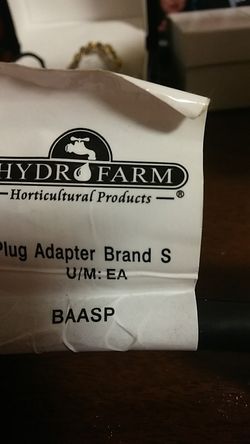 HYDROFARM
Horticultural Products
®
Plug Adapter Brand S
U/M: EA
BAASP